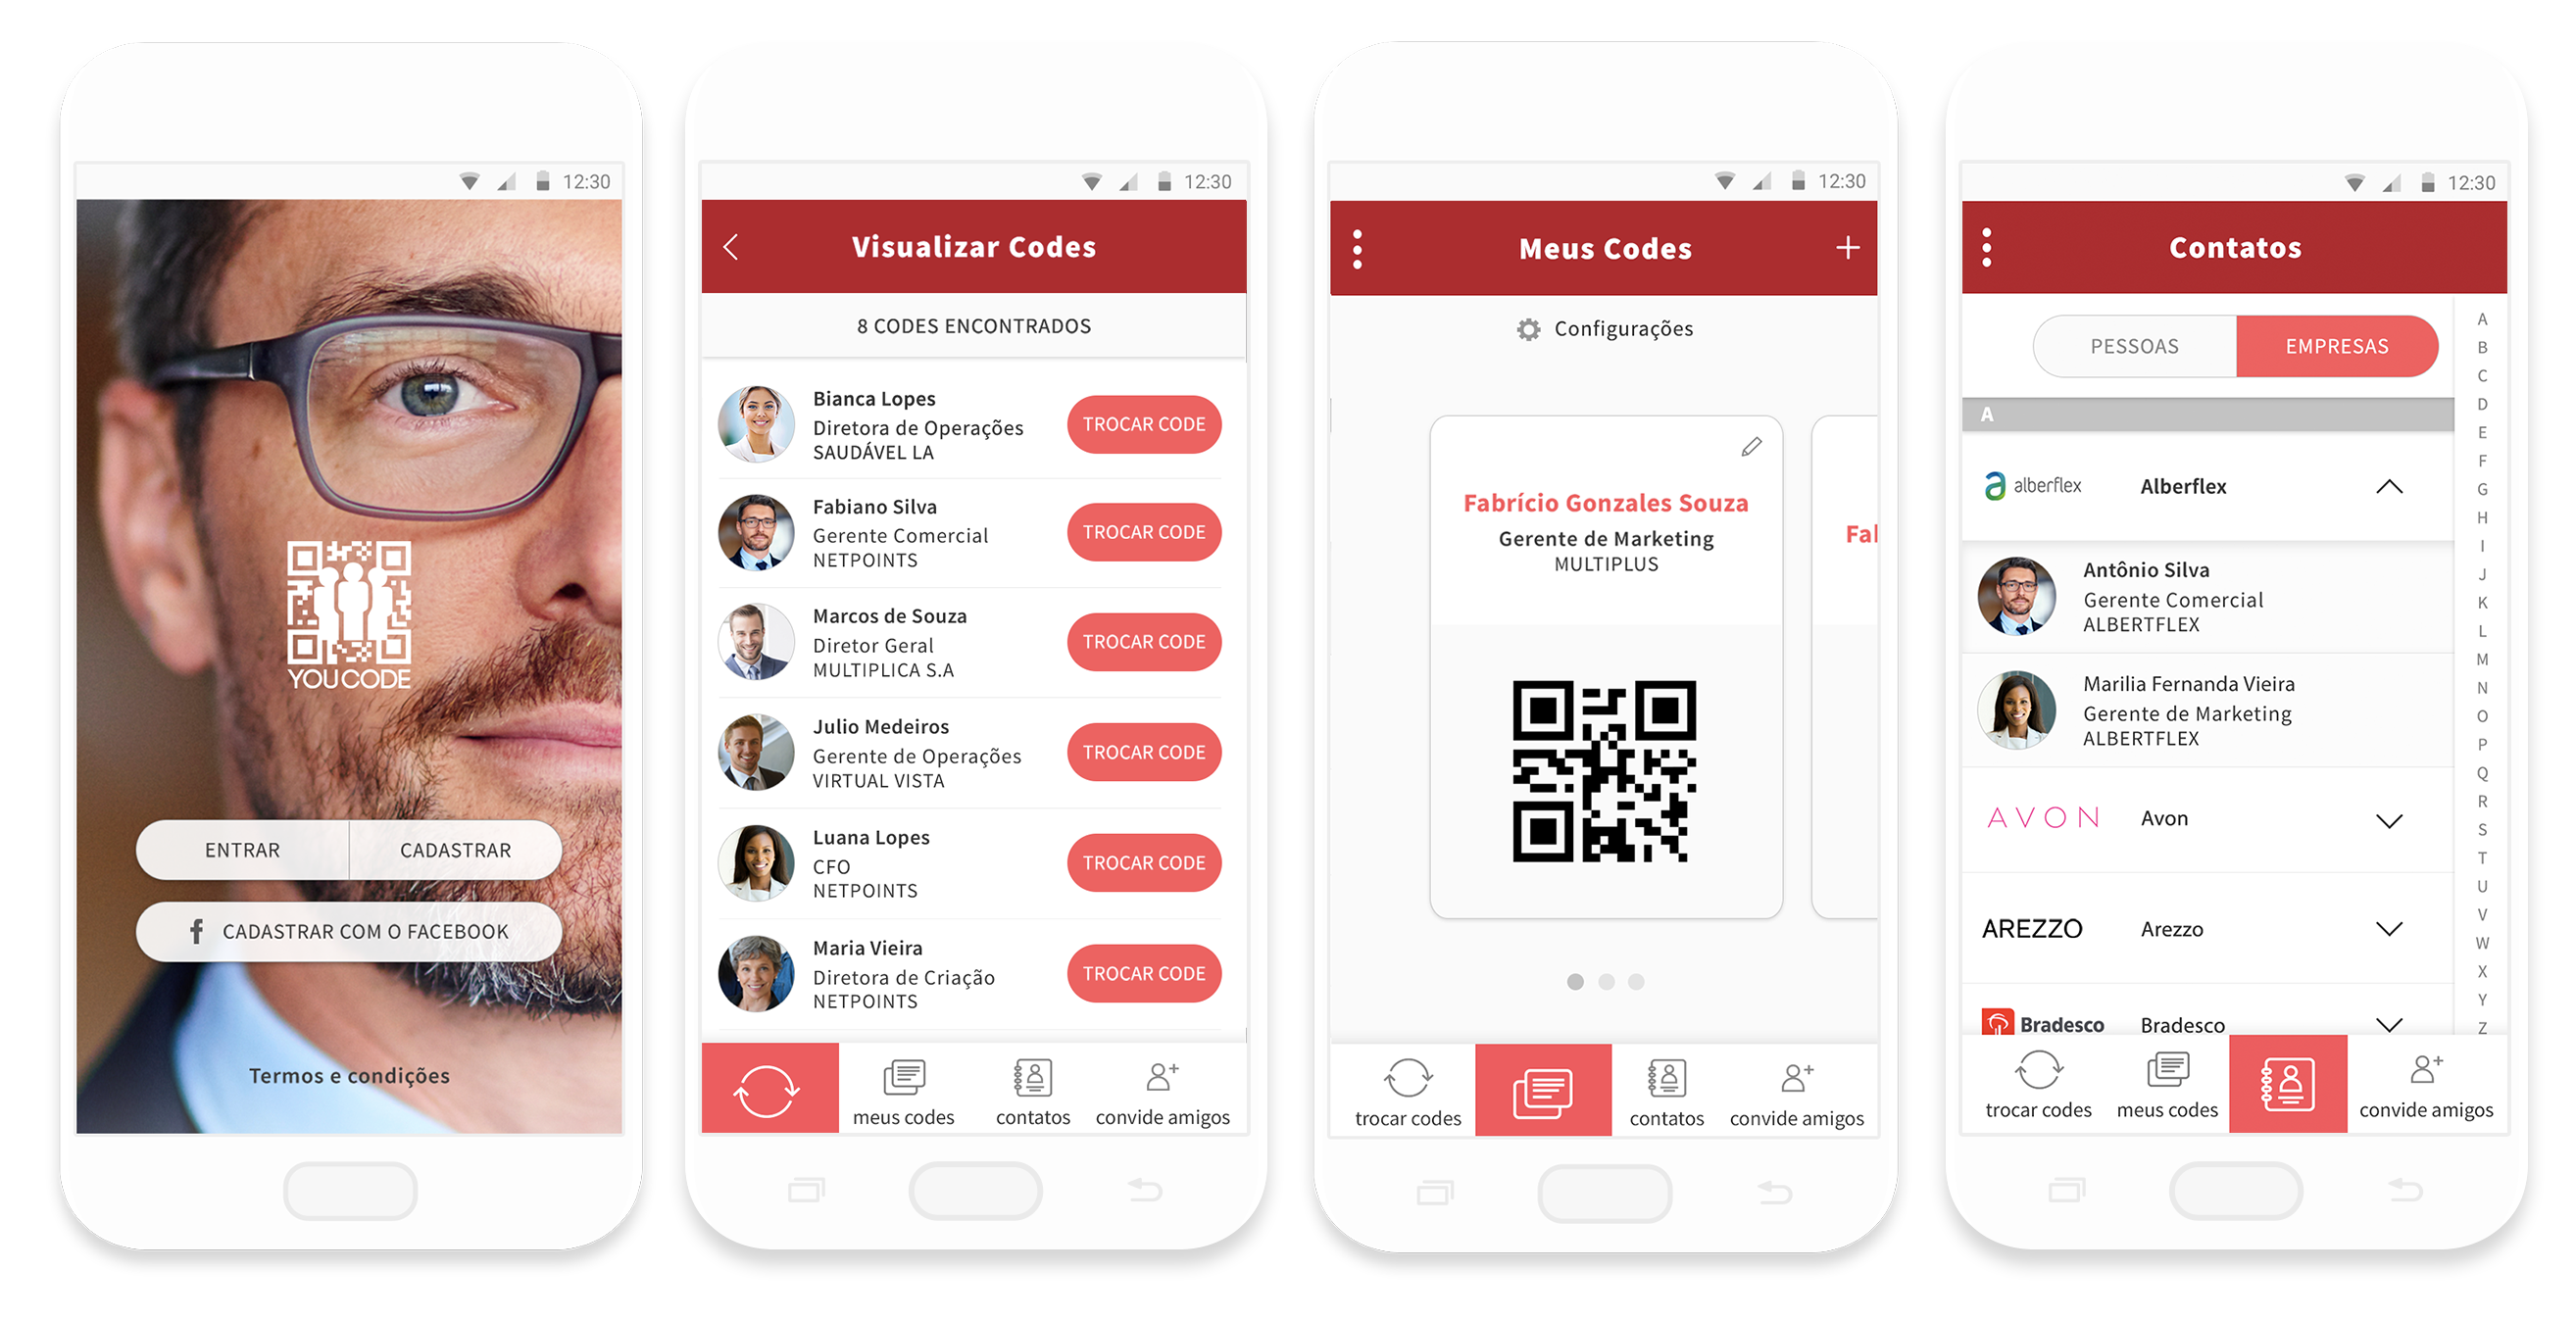 12:30
YOUCODE
ENTRAR
CADASTRAR
f CADASTRAR COM O FACEBOOK
Termos e condições
12:30
Visualizar Codes
8 CODES ENCONTRADOS
Bianca Lopes
Diretora de Operações
SAUDÁVEL LA
TROCAR CODE
Fabiano Silva
Gerente Comercial
NETPOINTS
TROCAR CODE
Marcos de Souza
Diretor Geral
MULTIPLICA S.A
TROCAR CODE
Julio Medeiros
Gerente de Operações
VIRTUAL VISTA
TROCAR CODE
Luana Lopes
CFO
NETPOINTS
TROCAR CODE
Maria Vieira
Diretora de Criação
NETPOINTS
TROCAR CODE
meus codes
contatos
convide amigos
12:30
Meus Codes
Configurações
Fabrício Gonzales Souza
Gerente de Marketing
MULTIPLUS
Fal
trocar codes
contatos
convide amigos
12:30
Contatos
PESSOAS
EMPRESAS
A
alberflex
Alberflex
Antônio Silva
Gerente Comercial
ALBERTFLEX
Marilia Fernanda Vieira
Gerente de Marketing
ALBERTFLEX
AVON
Avon
AREZZO
Arezzo
Bradesco
Bradesco
A
B
C
D
E
F
G
H
I
J
K
L
M
N
O
P
Q
R
S
T
U
V
W
X
Y
Z
trocar codes
meus codes
convide amigos